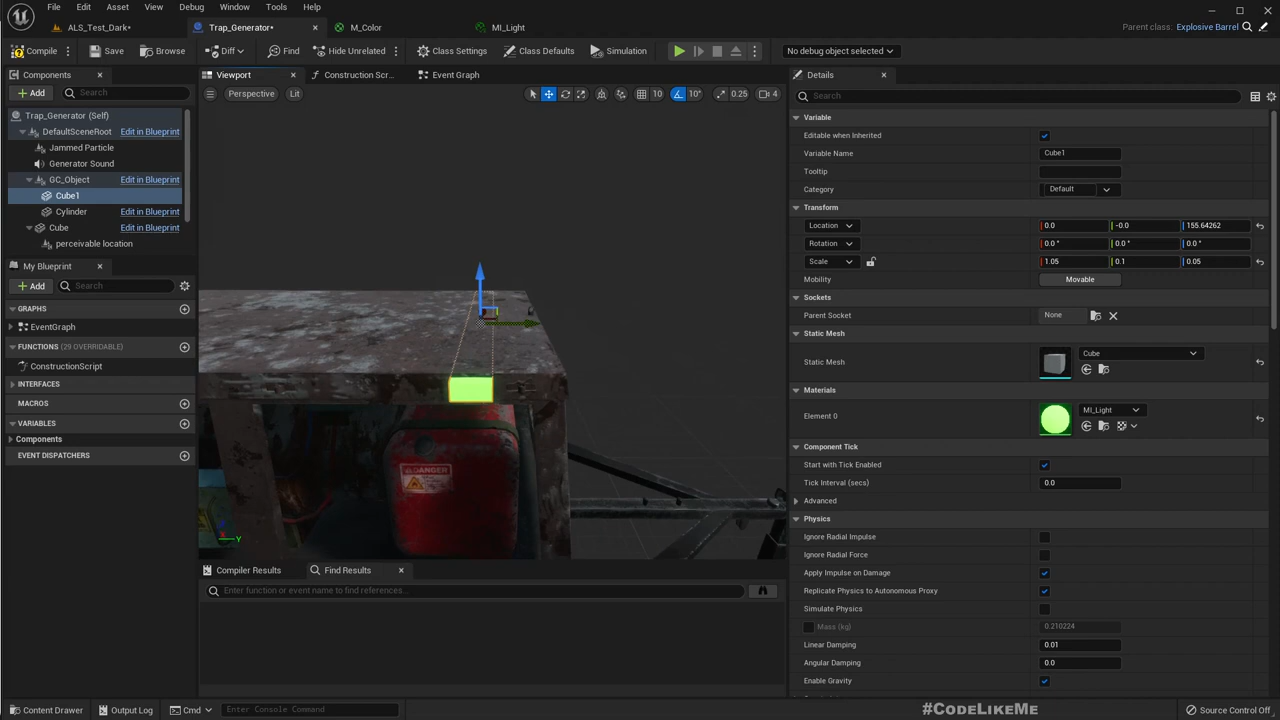 File Edit Asset View Debug Window Tools Help
ALS_Test_Dark•
Trap_Generator•
M_Color
MI_Light
Parent class: Explosive Barrel
Compile
Save
Browse
Diff
Find
Hide Unrelated
Class Settings
Class Defaults
Simulation
No debug object selected
Components
Add
Search
Trap_Generator (Self)
DefaultSceneRoot Edit in Blueprint
Jammed Particle
Generator Sound
GC_Object Edit in Blueprint
Cube1
Cylinder Edit in Blueprint
Cube Edit in Blueprint
perceivable location
My Blueprint
Add
Search
GRAPHS
EventGraph
FUNCTIONS (29 OVERRIDABLE)
ConstructionScript
INTERFACES
MACROS
VARIABLES
Components
EVENT DISPATCHERS
Viewport
Construction Scr...
Event Graph
Perspective
Lit
10
10°
0.25
4
DANGER
Y
Compiler Results
Find Results
Enter function or event name to find references...
Details
Search
Variable
Editable when Inherited
Variable Name Cube1
Tooltip
Category Default
Transform
Location 0.0 -0.0 155.64262
Rotation 0.0 ° 0.0 ° 0.0 °
Scale 1.05 0.1 0.05
Mobility Movable
Sockets
Parent Socket None
Static Mesh
Static Mesh Cube
Materials
Element 0 MI_Light
Component Tick
Start with Tick Enabled
Tick Interval (secs) 0.0
Advanced
Physics
Ignore Radial Impulse
Ignore Radial Force
Apply Impulse on Damage
Replicate Physics to Autonomous Proxy
Simulate Physics
Mass (kg) 0.210224
Linear Damping 0.01
Angular Damping 0.0
Enable Gravity
Content Drawer
Output Log
Cmd
Enter Console Command
#CODELIKEME
Source Control Off